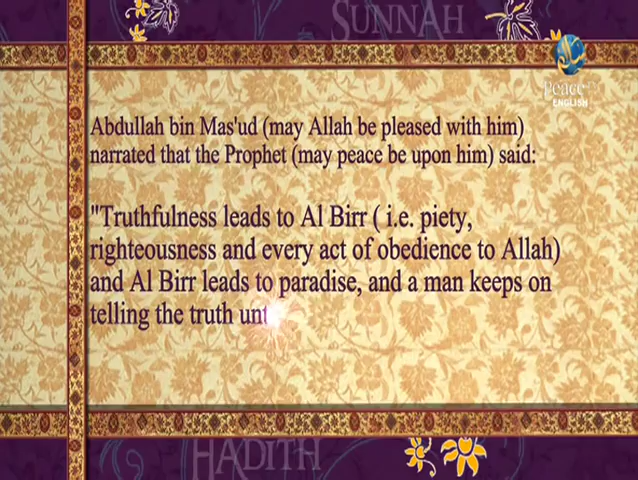 SUNNAH
Peace TV
ENGLISH
Abdullah bin Mas'ud (may Allah be pleased with him)
narrated that the Prophet (may peace be upon him) said:
"Truthfulness leads to Al Birr ( i.e. piety,
righteousness and every act of obedience to Allah)
and Al Birr leads to paradise, and a man keeps on
telling the truth unt
HADITH